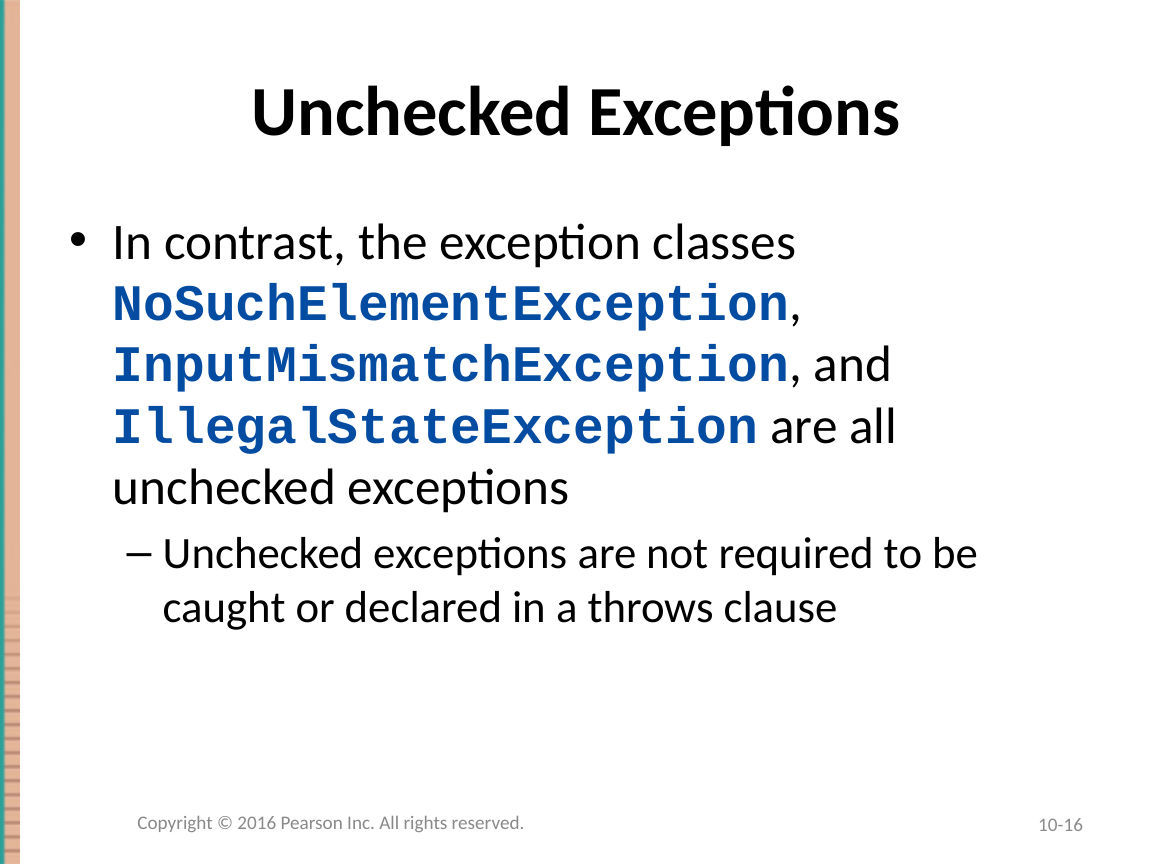 Unchecked Exceptions
• In contrast, the exception classes
NoSuchElementException,
InputMismatchException, and
IllegalStateException are all
unchecked exceptions
– Unchecked exceptions are not required to be
caught or declared in a throws clause
Copyright © 2016 Pearson Inc. All rights reserved.
10-16